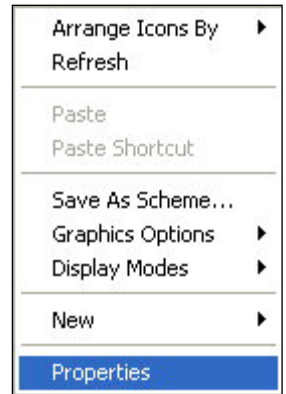 Arrange Icons By
Refresh
Paste
Paste Shortcut
Save As Scheme...
Graphics Options
Display Modes
New
Properties